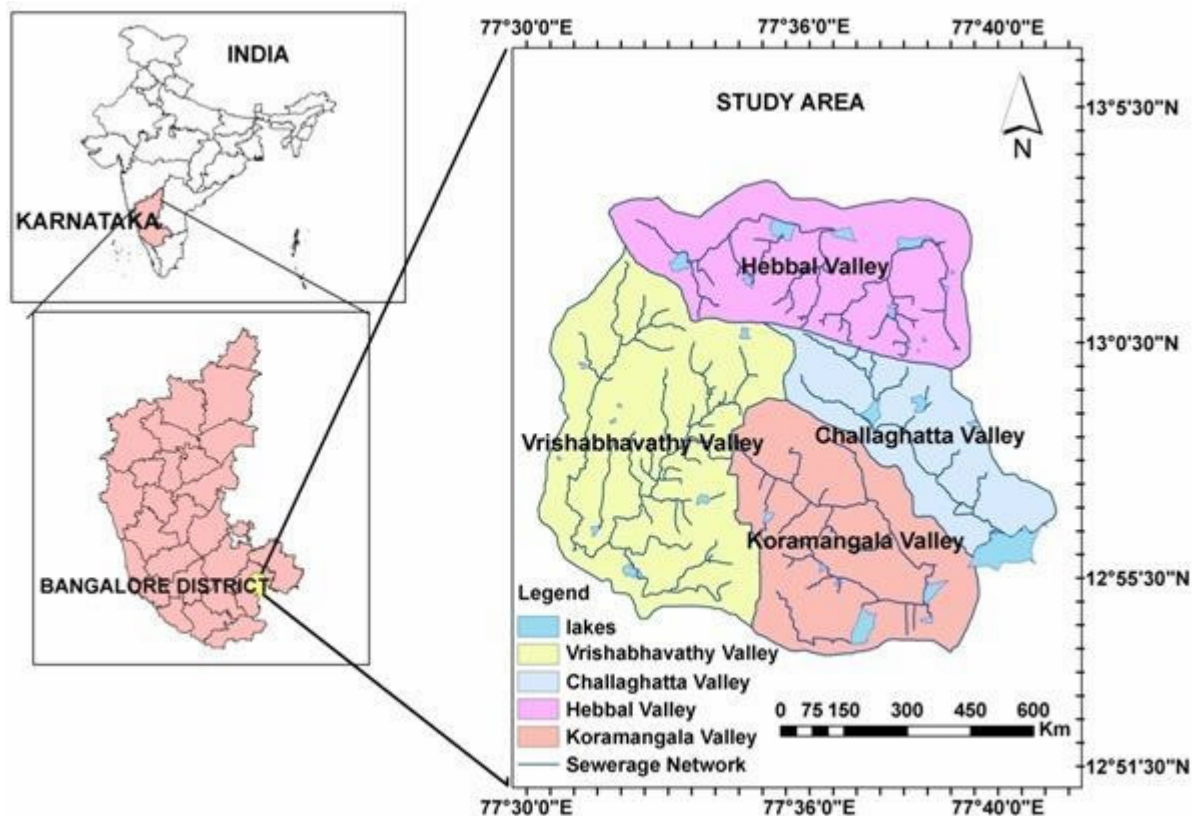 INDIA
KARNATAKA
BANGALORE DISTRICT
77°30'0"E 77°36'0"E 77°40'0"E
STUDY AREA
N
13°5'30"N
Hebbal Valley
13°0'30"N
Vrishabhavathy Valley
Challaghatta Valley
Koramangala Valley
12°55'30"N
Legend
lakes
Vrishabhavathy Valley
Challaghatta Valley
Hebbal Valley
Koramangala Valley
Sewerage Network
0 75 150 300 450 600
Km
12°51'30"N
77°30'0"E 77°36'0"E 77°40'0"E